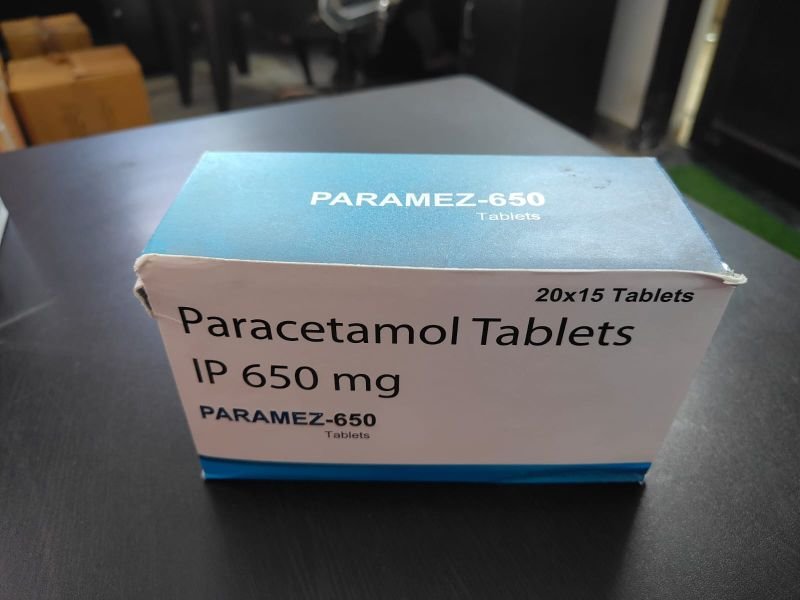 PARAMEZ-650
Tablets
20x15 Tablets
Paracetamol Tablets
IP 650 mg
PARAMEZ-650
Tablets